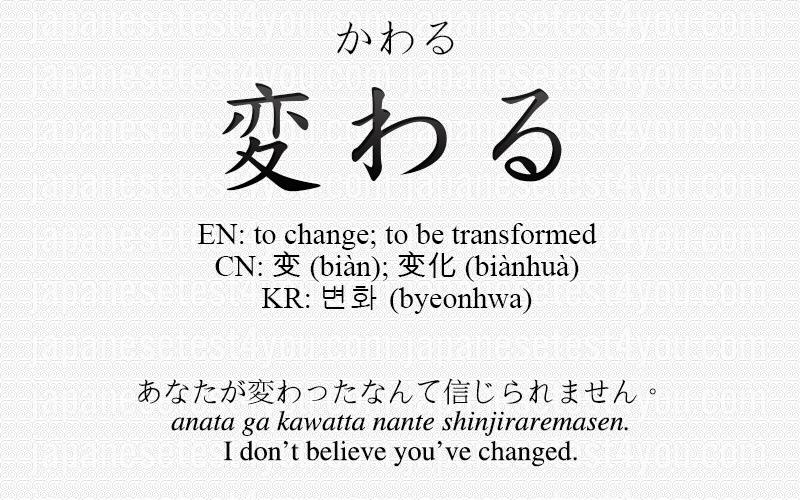 かわる
変わる
EN: to change; to be transformed
CN: 变 (biàn); 变化 (biànhuà)
KR: 변화 (byeonhwa)
あなたが変わったなんて信じられません。
anata ga kawatta nante shinjiraremasen.
I don't believe you've changed.